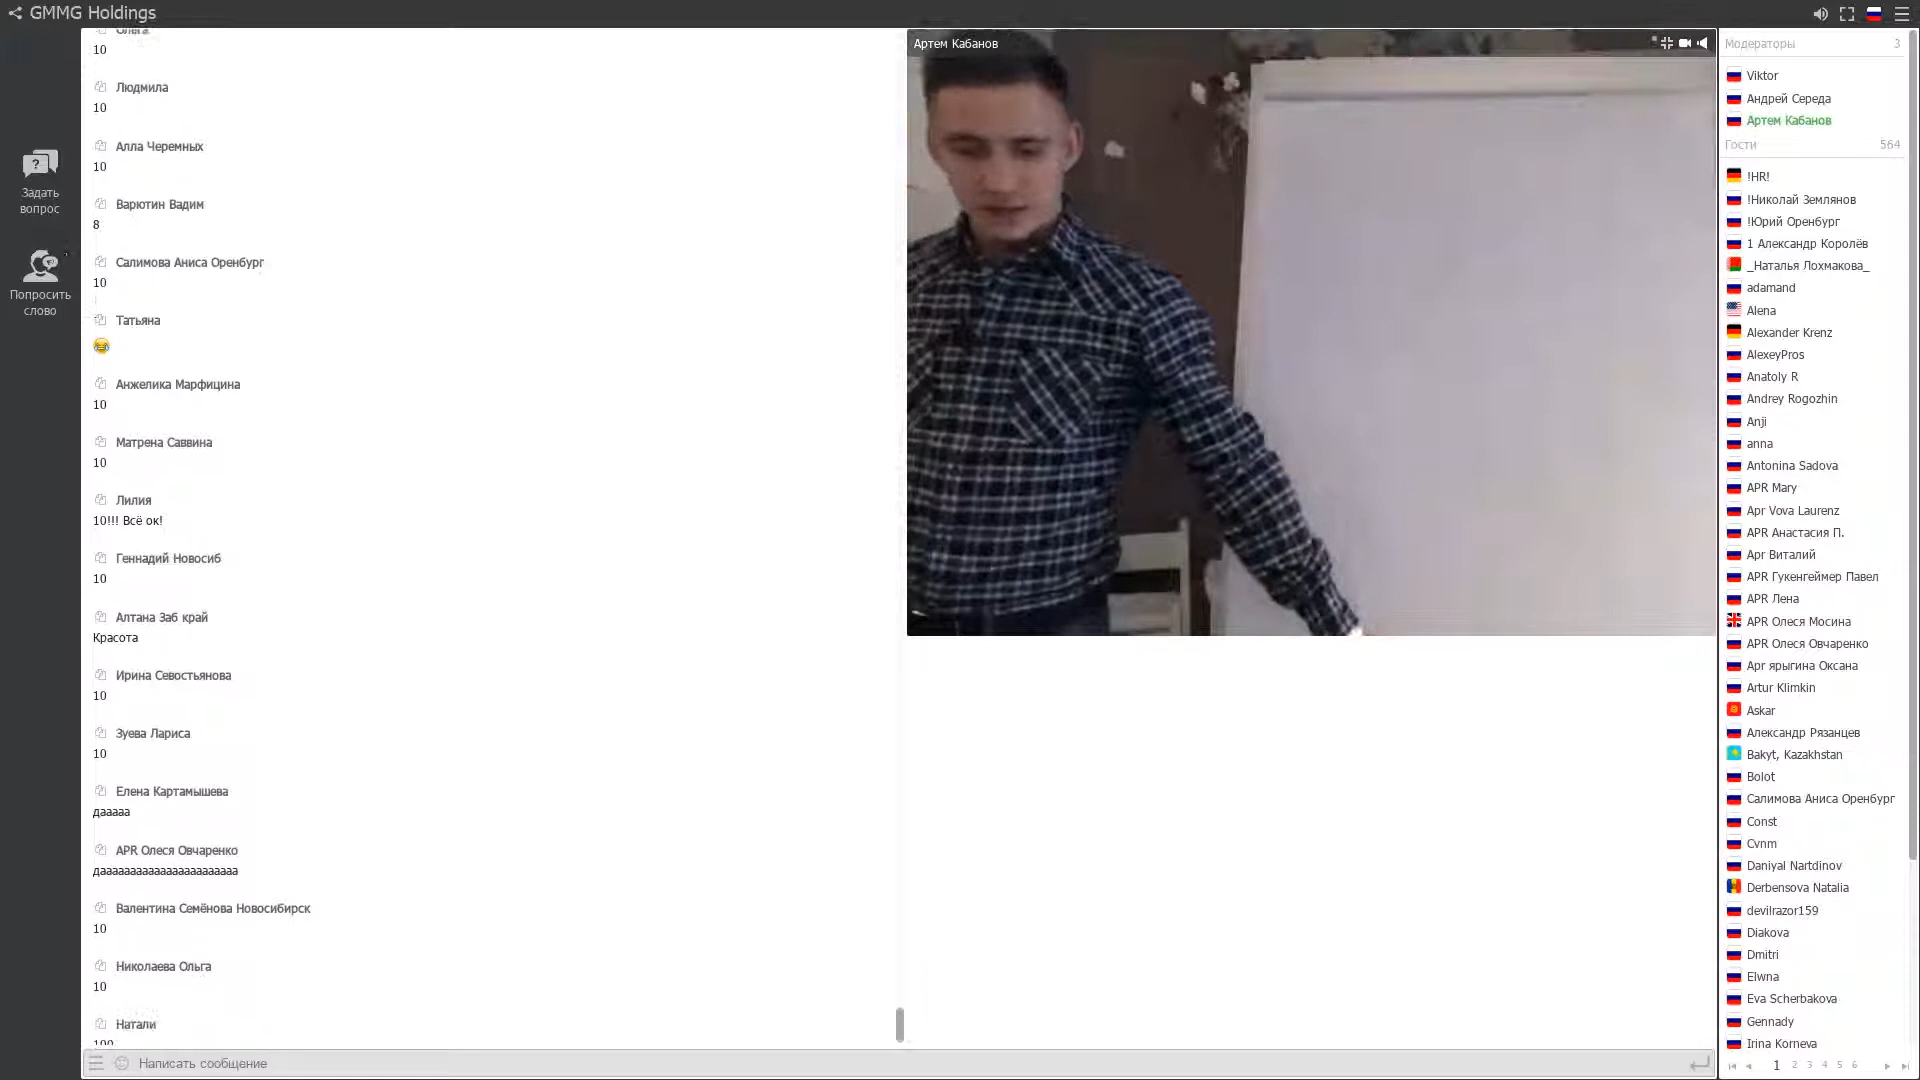 GMMG Holdings
Задать
вопрос
Попросить
слово
Олега
10
Людмила
10
Алла Черемных
10
Варютин Вадим
8
Салимова Аниса Оренбург
10
Татьяна
Анжелика Марфицина
10
Матрена Саввина
10
Лилия
10!!! Всё ок!
Геннадий Новосиб
10
Алтана Заб край
Красота
Ирина Севостьянова
10
Зуева Лариса
10
Елена Картамышева
дааааа
APR Олеся Овчаренко
даааааааааааааааааааааааа
Валентина Семёнова Новосибирск
10
Николаева Ольга
10
Натали
100
Написать сообщение
Артем Кабанов
Модераторы 3
Viktor
Андрей Середа
Артем Кабанов
Гости 564
!HR!
!Николай Землянов
!Юрий Оренбург
1 Александр Королёв
_Наталья Лохмакова_
adamand
Alena
Alexander Krenz
AlexeyPros
Anatoly R
Andrey Rogozhin
Anji
anna
Antonina Sadova
APR Mary
Apr Vova Laurenz
APR Анастасия П.
Apr Виталий
APR Гукенгеймер Павел
APR Лена
APR Олеся Мосина
APR Олеся Овчаренко
Apr ярыгина Оксана
Artur Klimkin
Askar
Александр Рязанцев
Bakyt, Kazakhstan
Bolot
Салимова Аниса Оренбург
Const
Cvnm
Daniyal Nartdinov
Derbensova Natalia
devilrazor159
Diakova
Dmitri
Elwna
Eva Scherbakova
Gennady
Irina Korneva
1 2 3 4 5 6